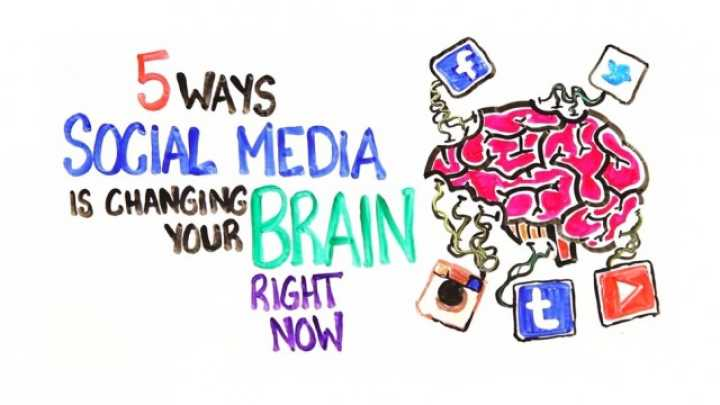 5 WAYS
SOCIAL MEDIA
IS CHANGING
YOUR BRAIN
RIGHT
NOW
f
t